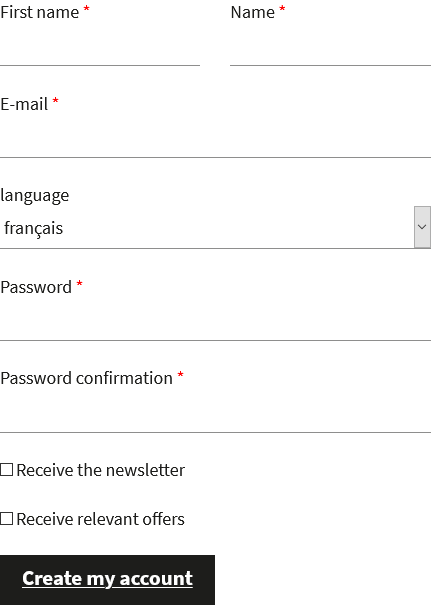 First name * Name *
E-mail *
language
français
Password *
Password confirmation *
Receive the newsletter
Receive relevant offers
Create my account